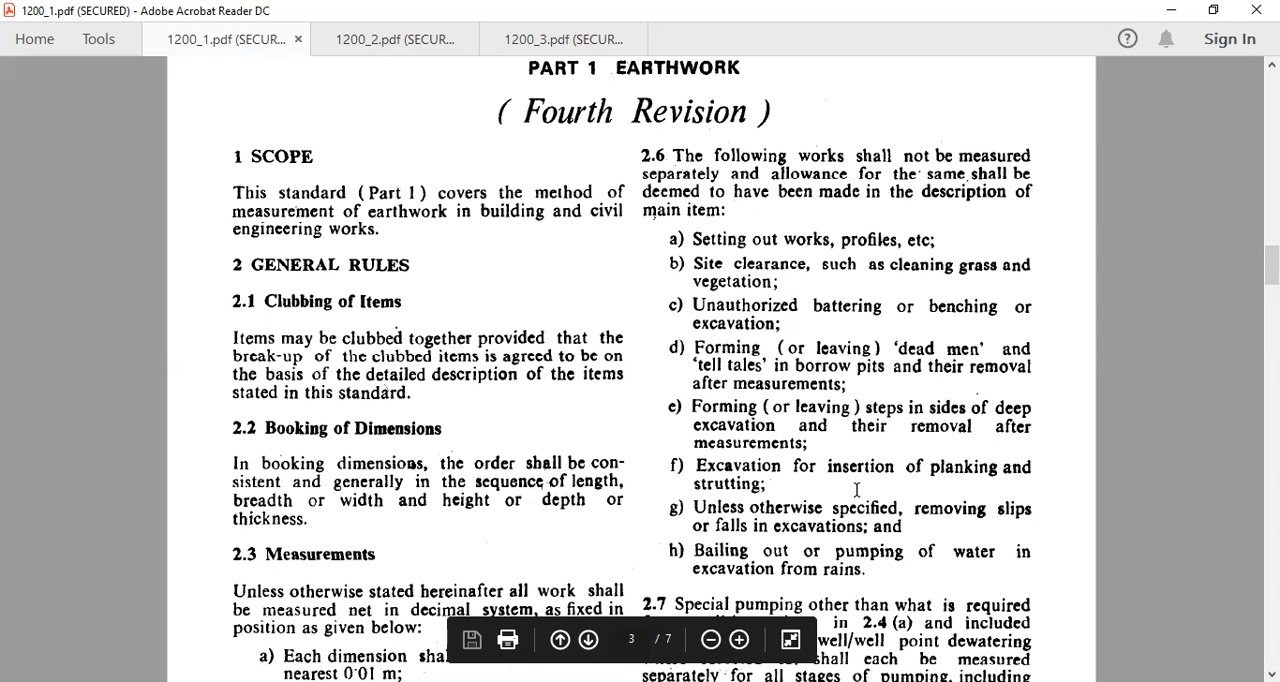 1200_1.pdf (SECURED) - Adobe Acrobat Reader DC
Home Tools 1200_1.pdf (SECUR... × 1200_2.pdf (SECUR... 1200_3.pdf (SECUR... Sign In
PART 1 EARTHWORK
( Fourth Revision )
1 SCOPE
This standard ( Part 1 ) covers the method of
measurement of earthwork in building and civil
engineering works.
2 GENERAL RULES
2.1 Clubbing of Items
Items may be clubbed together provided that the
break-up of the clubbed items is agreed to be on
the basis of the detailed description of the items
stated in this standard.
2.2 Booking of Dimensions
In booking dimensions, the order shall be con-
sistent and generally in the sequence of length,
breadth or width and height or depth or
thickness.
2.3 Measurements
Unless otherwise stated hereinafter all work shall
be measured net in decimal system, as fixed in
position as given below:
a) Each dimension shal
nearest 0·01 m;
2.6 The following works shall not be measured
separately and allowance for the same shall be
deemed to have been made in the description of
main item:
a) Setting out works, profiles, etc;
b) Site clearance, such as cleaning grass and
vegetation;
c) Unauthorized battering or benching or
excavation;
d) Forming ( or leaving ) 'dead men' and
'tell tales' in borrow pits and their removal
after measurements;
e) Forming ( or leaving ) steps in sides of deep
excavation and their removal after
measurements;
f) Excavation for insertion of planking and
strutting;
g) Unless otherwise specified, removing slips
or falls in excavations; and
h) Bailing out or pumping of water in
excavation from rains.
2.7 Special pumping other than what is required
in 2.4 (a) and included
well/well point dewatering
shall each be measured
separately for all stages of pumping, including
3 / 7